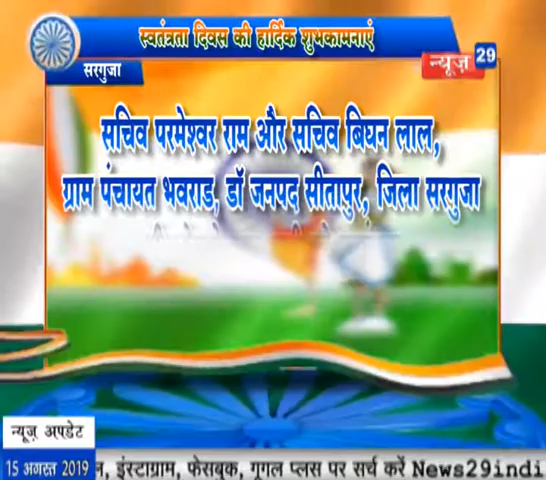 स्वतंत्रता दिवस की हार्दिक शुभकामनाएं
न्यूज़ 29
सरगुजा
सचिव परमेश्वर राम और सचिव बिघन लाल,
ग्राम पंचायत भवराड, डॉ जनपद सीतापुर, जिला सरगुजा
न्यूज़ अपडेट
15 अगस्त 2019 न, इंस्टाग्राम, फेसबुक, गूगल प्लस पर सर्च करें News29indi